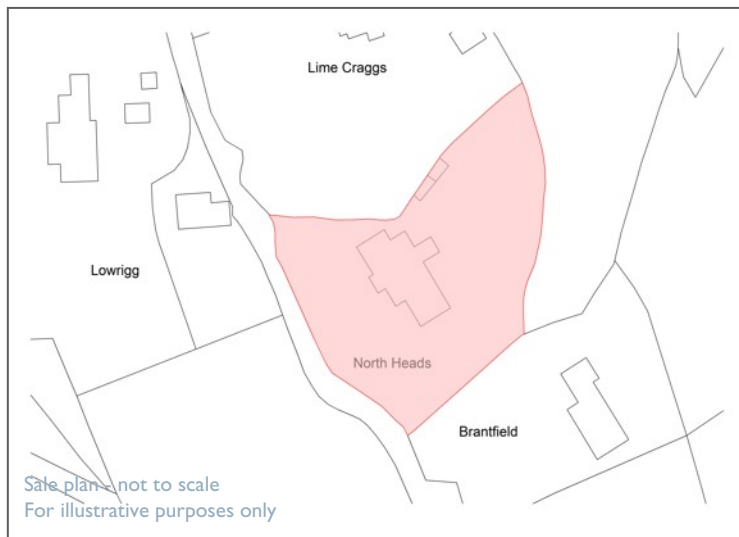 Lime Craggs
Lowrigg
North Heads
Brantfield
Sale plan - not to scale
For illustrative purposes only